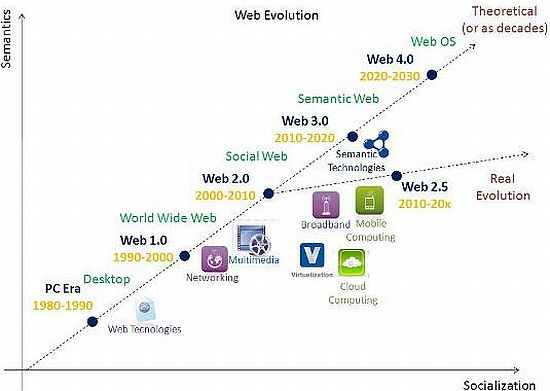 Web Evolution
Theoretical
(or as decades)
Semantics
Web OS
Web 4.0
2020-2030
Semantic Web
Web 3.0
2010-2020
Semantic
Technologies
Social Web
Real
Evolution
Web 2.0
2000-2010
Web 2.5
2010-20x
World Wide Web
Broadband
Mobile
Computing
Web 1.0
1990-2000
Multimedia
Networking
Virtualization
Cloud
Computing
Desktop
PC Era
1980-1990
Web Tecnologies
Socialization